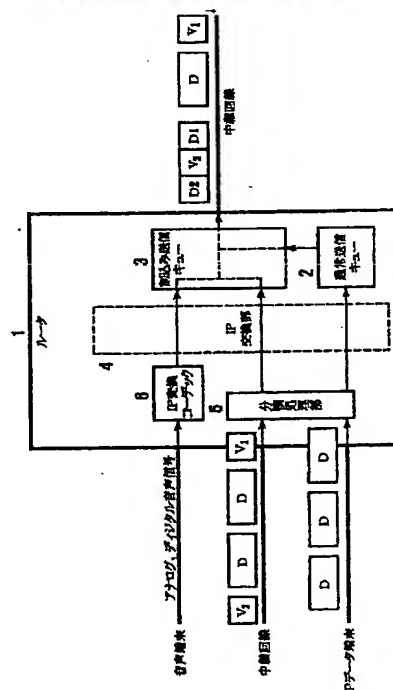 1
ルータ
4
IP
交換部
3
割込み送信
キュー
2
通常送信
キュー
6
IP変換
コーデック
5
分類処理部
アナログ、ディジタル音声信号
音声端末
中継回線
IPデータ端末
V1
D
D
V2
D
D
D
D2
V2
D1
D
V1
中継回線